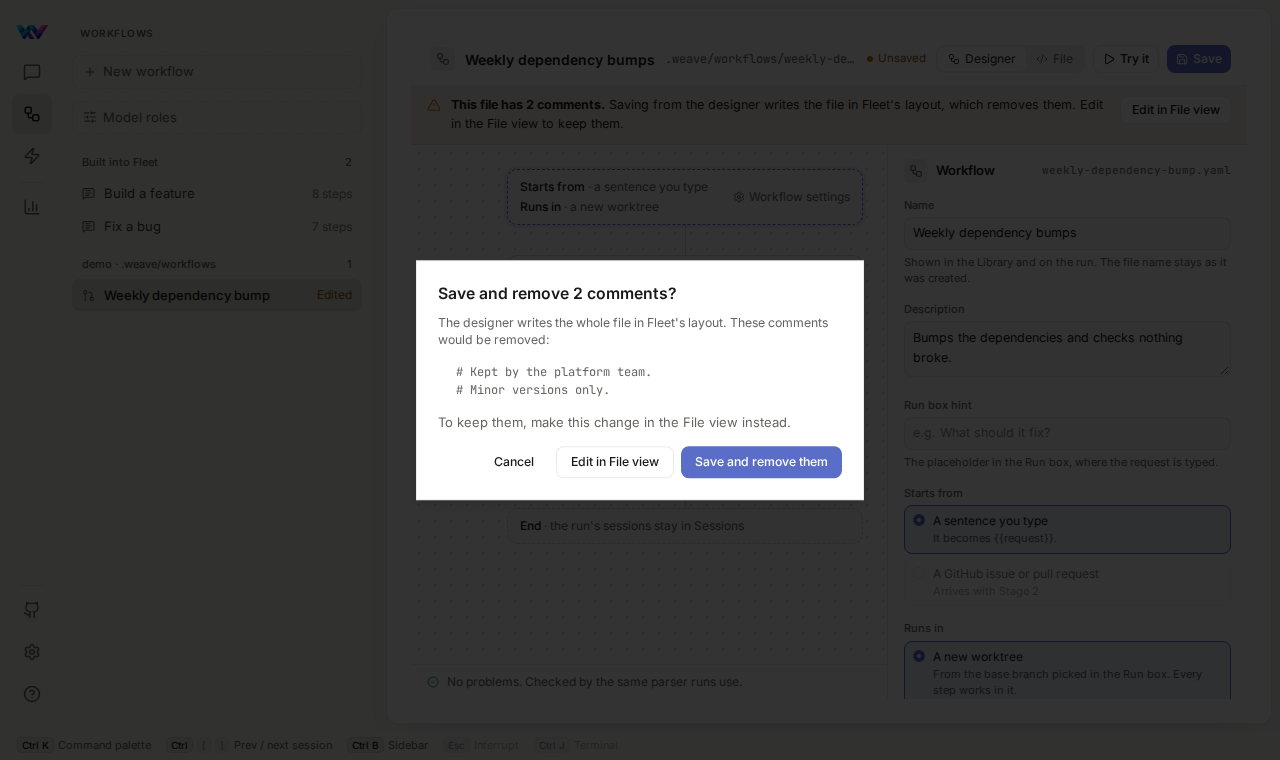 WORKFLOWS
New workflow
Model roles
Built into Fleet 2
Build a feature 8 steps
Fix a bug 7 steps
demo · .weave/workflows 1
Weekly dependency bump Edited
Weekly dependency bumps .weave/workflows/weekly-de… Unsaved Designer File Try it Save
This file has 2 comments. Saving from the designer writes the file in Fleet's layout, which removes them. Edit
in the File view to keep them.
Edit in File view
Starts from · a sentence you type
Runs in · a new worktree
Workflow settings
Save and remove 2 comments?
The designer writes the whole file in Fleet's layout. These comments
would be removed:
# Kept by the platform team.
# Minor versions only.
To keep them, make this change in the File view instead.
Cancel Edit in File view Save and remove them
End · the run's sessions stay in Sessions
No problems. Checked by the same parser runs use.
Workflow weekly-dependency-bump.yaml
Name
Weekly dependency bumps
Shown in the Library and on the run. The file name stays as it
was created.
Description
Bumps the dependencies and checks nothing
broke.
Run box hint
e.g. What should it fix?
The placeholder in the Run box, where the request is typed.
Starts from
A sentence you type
It becomes {{request}}.
A GitHub issue or pull request
Arrives with Stage 2
Runs in
A new worktree
From the base branch picked in the Run box. Every
step works in it.
Ctrl K Command palette Ctrl [ ] Prev / next session Ctrl B Sidebar Esc Interrupt Ctrl J Terminal